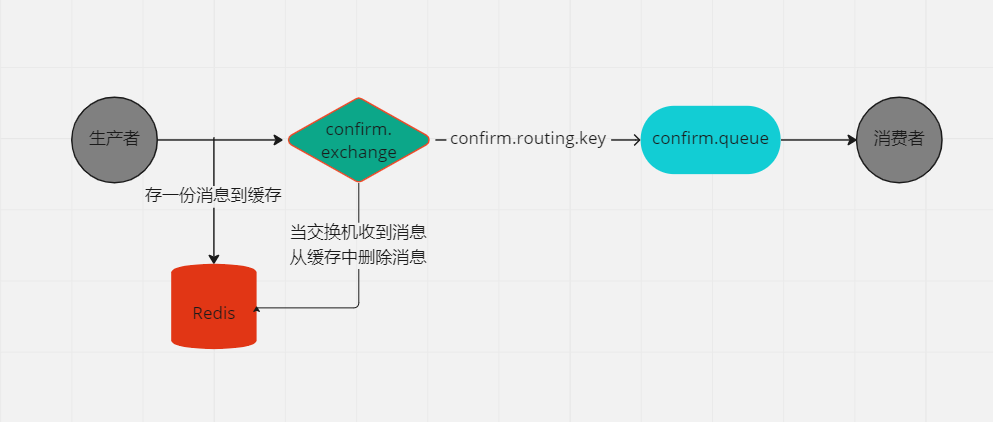 生产者
confirm.
exchange
confirm.routing.key
confirm.queue
消费者
存一份消息到缓存
当交换机收到消息
从缓存中删除消息
Redis